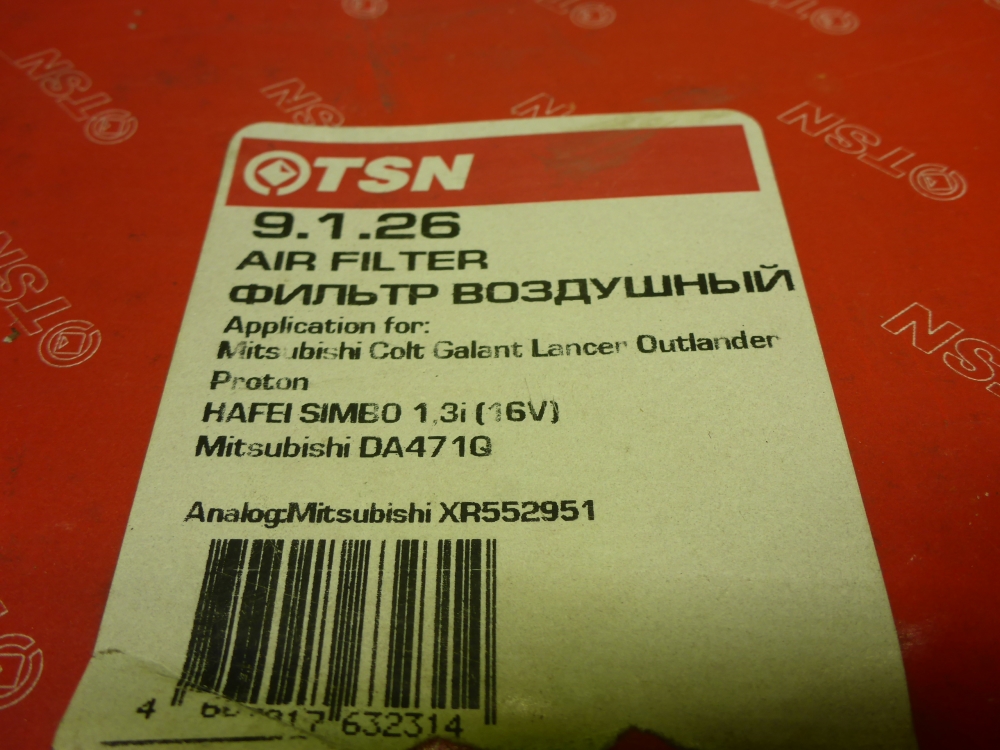 TSN
9.1.26
AIR FILTER
ФИЛЬТР ВОЗДУШНЫЙ
Application for:
Mitsubishi Colt Galant Lancer Outlander
Proton
HAFEI SIMBO 1,3i (16V)
Mitsubishi DA471Q
Analog:Mitsubishi XR552951
4 632314